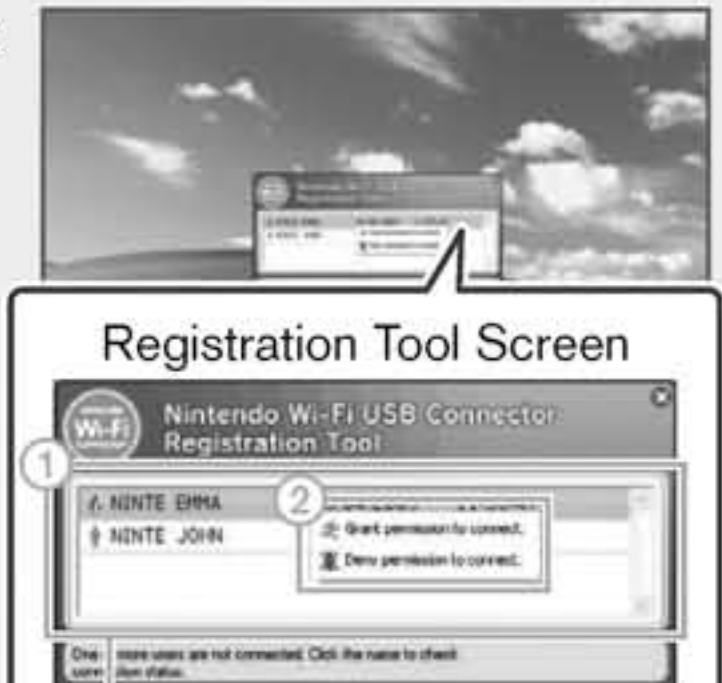 Registration Tool Screen
Wi-Fi
Nintendo Wi-Fi USB Connector
Registration Tool
1
NINTE EMMA
2
Grant permission to connect.
NINTE JOHN
Deny permission to connect.
One more users are not connected. Click the name to check
status.